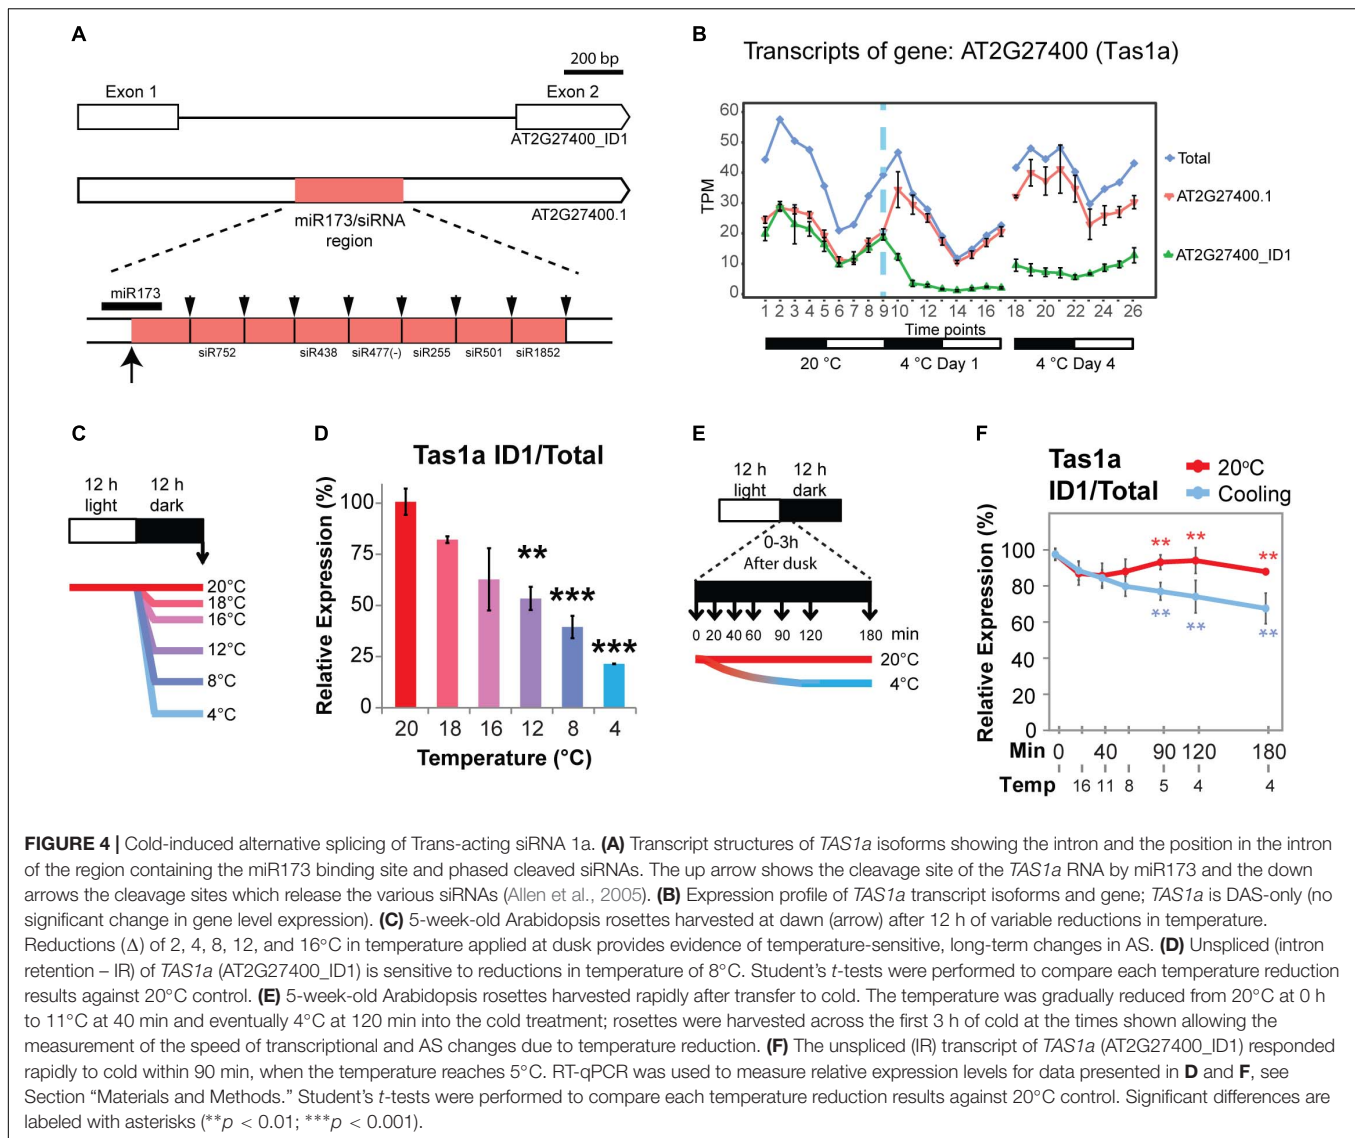 A
200 bp
Exon 1
Exon 2
AT2G27400_ID1
AT2G27400.1
miR173/siRNA
region
miR173
siR752
siR438
siR477(-)
siR255
siR501
siR1852
B
Transcripts of gene: AT2G27400 (Tas1a)
TPM
60
50
40
30
20
10
0
1 2 3 4 5 6 7 8 9 10 12 14 16 18 20 22 24 26
Time points
20 °C
4 °C Day 1
4 °C Day 4
Total
AT2G27400.1
AT2G27400_ID1
C
12 h
light
12 h
dark
20°C
18°C
16°C
12°C
8°C
4°C
D
Tas1a ID1/Total
Relative Expression (%)
100
75
50
25
0
**
***
***
20 18 16 12 8 4
Temperature (°C)
E
12 h
light
12 h
dark
0-3h
After dusk
0 20 40 60 90 120 180 min
20°C
4°C
F
Tas1a
ID1/Total
20°C
Cooling
Relative Expression (%)
100
80
60
40
20
0
** ** **
** ** **
Min 0 40 90 120 180
Temp 16 11 8 5 4 4
FIGURE 4 | Cold-induced alternative splicing of Trans-acting siRNA 1a. (A) Transcript structures of TAS1a isoforms showing the intron and the position in the intron
of the region containing the miR173 binding site and phased cleaved siRNAs. The up arrow shows the cleavage site of the TAS1a RNA by miR173 and the down
arrows the cleavage sites which release the various siRNAs (Allen et al., 2005). (B) Expression profile of TAS1a transcript isoforms and gene; TAS1a is DAS-only (no
significant change in gene level expression). (C) 5-week-old Arabidopsis rosettes harvested at dawn (arrow) after 12 h of variable reductions in temperature.
Reductions (Δ) of 2, 4, 8, 12, and 16°C in temperature applied at dusk provides evidence of temperature-sensitive, long-term changes in AS. (D) Unspliced (intron
retention – IR) of TAS1a (AT2G27400_ID1) is sensitive to reductions in temperature of 8°C. Student's t-tests were performed to compare each temperature reduction
results against 20°C control. (E) 5-week-old Arabidopsis rosettes harvested rapidly after transfer to cold. The temperature was gradually reduced from 20°C at 0 h
to 11°C at 40 min and eventually 4°C at 120 min into the cold treatment; rosettes were harvested across the first 3 h of cold at the times shown allowing the
measurement of the speed of transcriptional and AS changes due to temperature reduction. (F) The unspliced (IR) transcript of TAS1a (AT2G27400_ID1) responded
rapidly to cold within 90 min, when the temperature reaches 5°C. RT-qPCR was used to measure relative expression levels for data presented in D and F, see
Section “Materials and Methods.” Student's t-tests were performed to compare each temperature reduction results against 20°C control. Significant differences are
labeled with asterisks (**p < 0.01; ***p < 0.001).